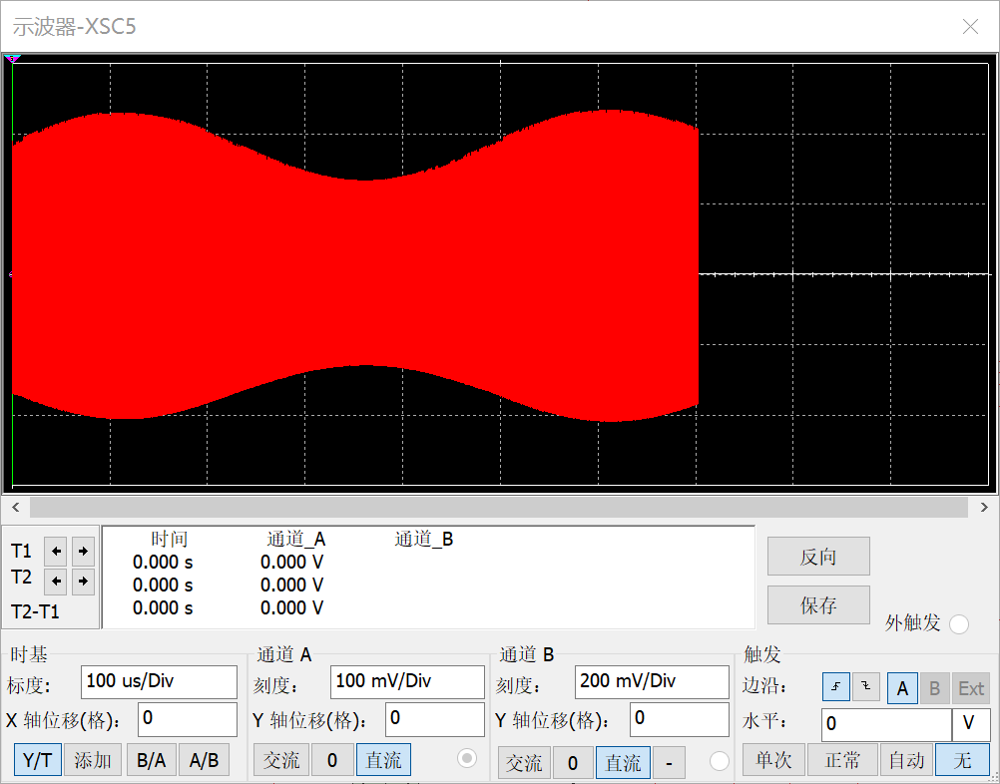 示波器-XSC5
时间 通道_A 通道_B
T1 0.000 s 0.000 V
T2 0.000 s 0.000 V
T2-T1 0.000 s 0.000 V
反向
保存
外触发
时基
标度: 100 us/Div
X 轴位移(格): 0
Y/T 添加 B/A A/B
通道 A
刻度: 100 mV/Div
Y 轴位移(格): 0
交流 0 直流
通道 B
刻度: 200 mV/Div
Y 轴位移(格): 0
交流 0 直流 -
触发
边沿: A B Ext
水平: 0 V
单次 正常 自动 无